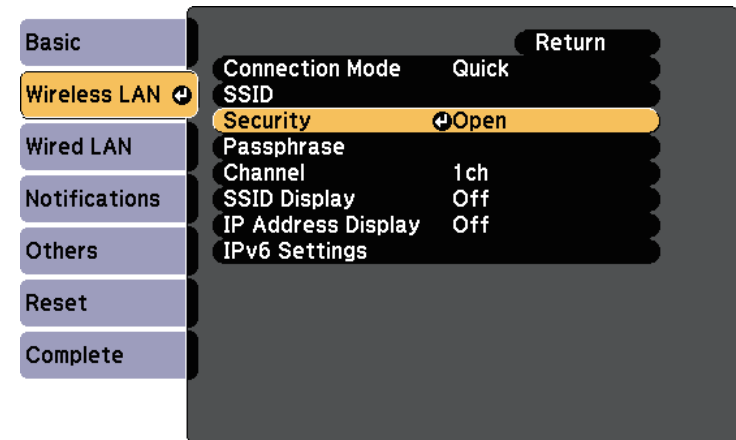 Basic
Wireless LAN
Wired LAN
Notifications
Others
Reset
Complete
Return
Connection Mode Quick
SSID
Security Open
Passphrase
Channel 1ch
SSID Display Off
IP Address Display Off
IPv6 Settings